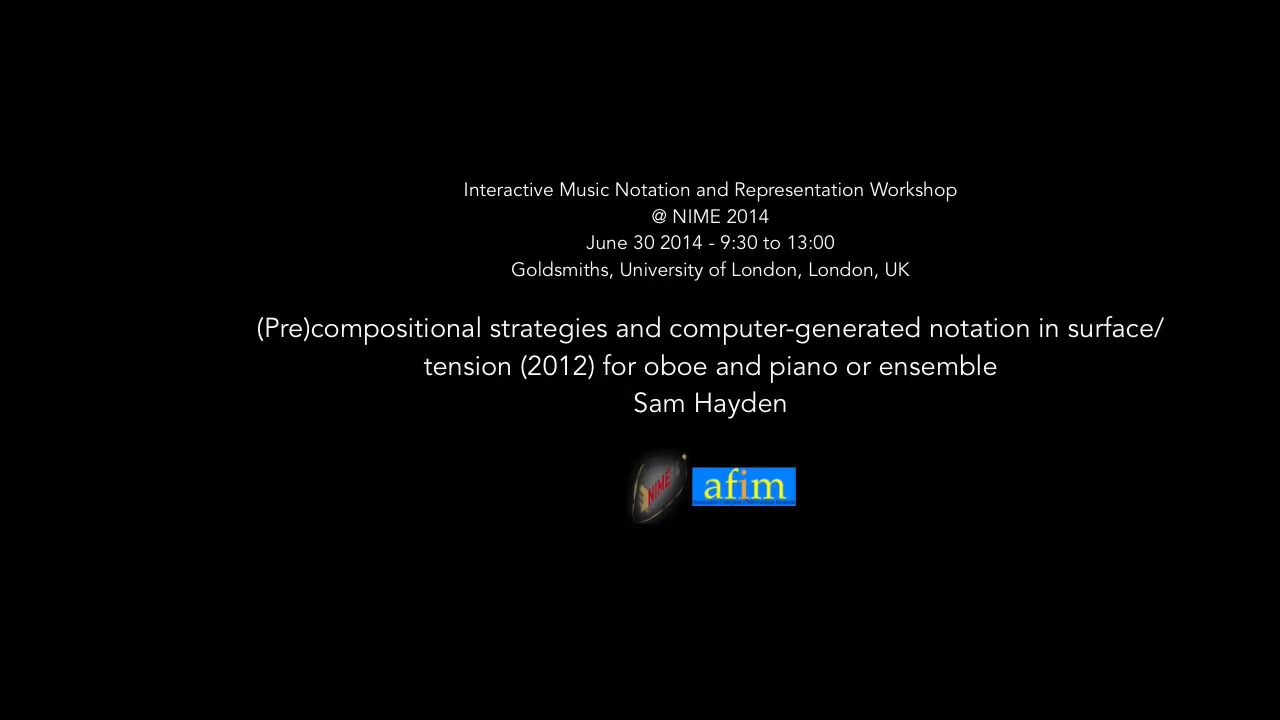 Interactive Music Notation and Representation Workshop
@ NIME 2014
June 30 2014 - 9:30 to 13:00
Goldsmiths, University of London, London, UK
(Pre)compositional strategies and computer-generated notation in surface/
tension (2012) for oboe and piano or ensemble
Sam Hayden
NIME
afim